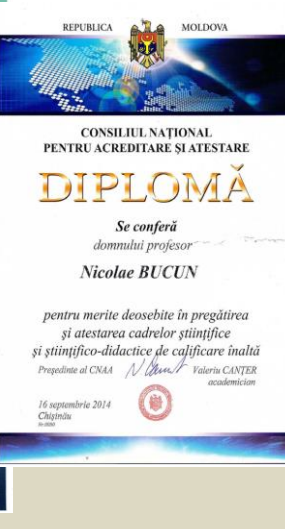 REPUBLICA MOLDOVA
CONSILIUL NAȚIONAL
PENTRU ACREDITARE ȘI ATESTARE
DIPLOMĂ
Se conferă
domnului profesor
Nicolae BUCUN
pentru merite deosebite în pregătirea
și atestarea cadrelor științifice
și științifico-didactice de calificare înaltă
Președinte al CNAA Valeriu CANȚER
academician
16 septembrie 2014
Chișinău